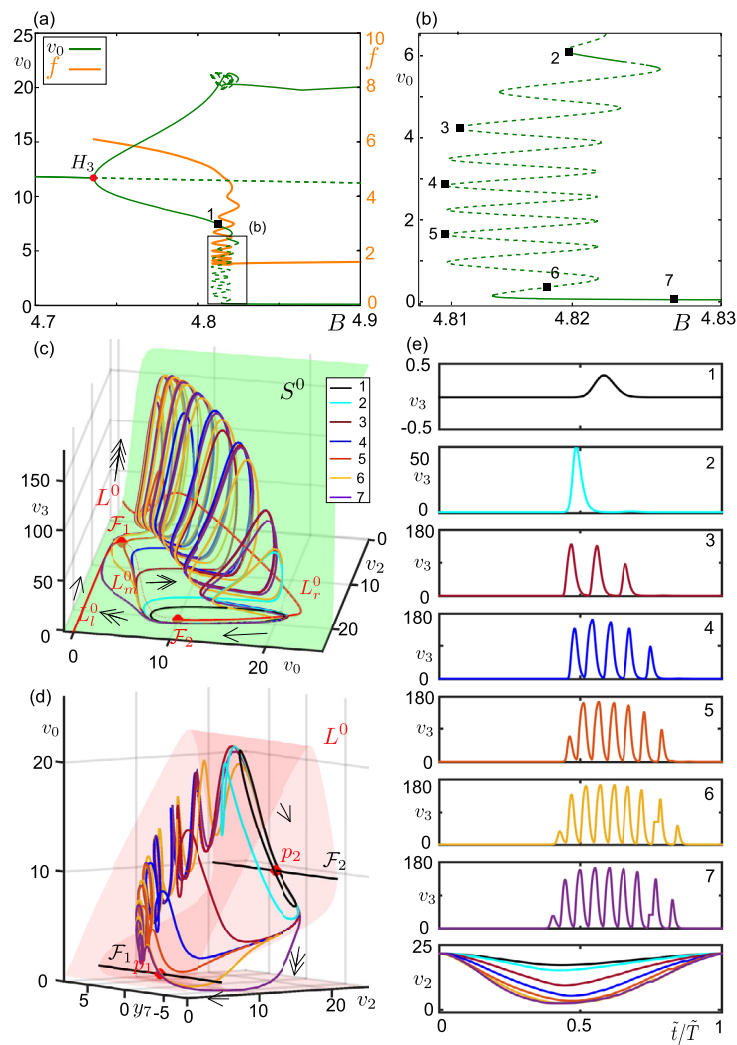 (a)
25
20
15
10
5
0
v₀
v₀
f
f
10
8
6
4
2
0
H₃
1
(b)
4.7
4.8
B
4.9
(b)
6
v₀
4
2
0
2
3
4
5
6
7
4.81
4.82
B
4.83
(c)
S⁰
1
2
3
4
5
6
7
150
v₃
100
50
0
L⁰
F₁
L⁰ₘ
L⁰ₗ
L⁰ᵣ
F₂
0
v₂
10
20
0
10
20
v₀
(d)
v₀
20
10
0
L⁰
p₂
F₂
F₁
p₁
5
0
y₇
-5
0
10
20
v₂
(e)
0.5
v₃
-0.5
1
50
v₃
0
2
180
v₃
0
3
180
v₃
0
4
180
v₃
0
5
180
v₃
0
6
180
v₃
0
7
25
v₂
0
0
0.5
t̃/T̃
1